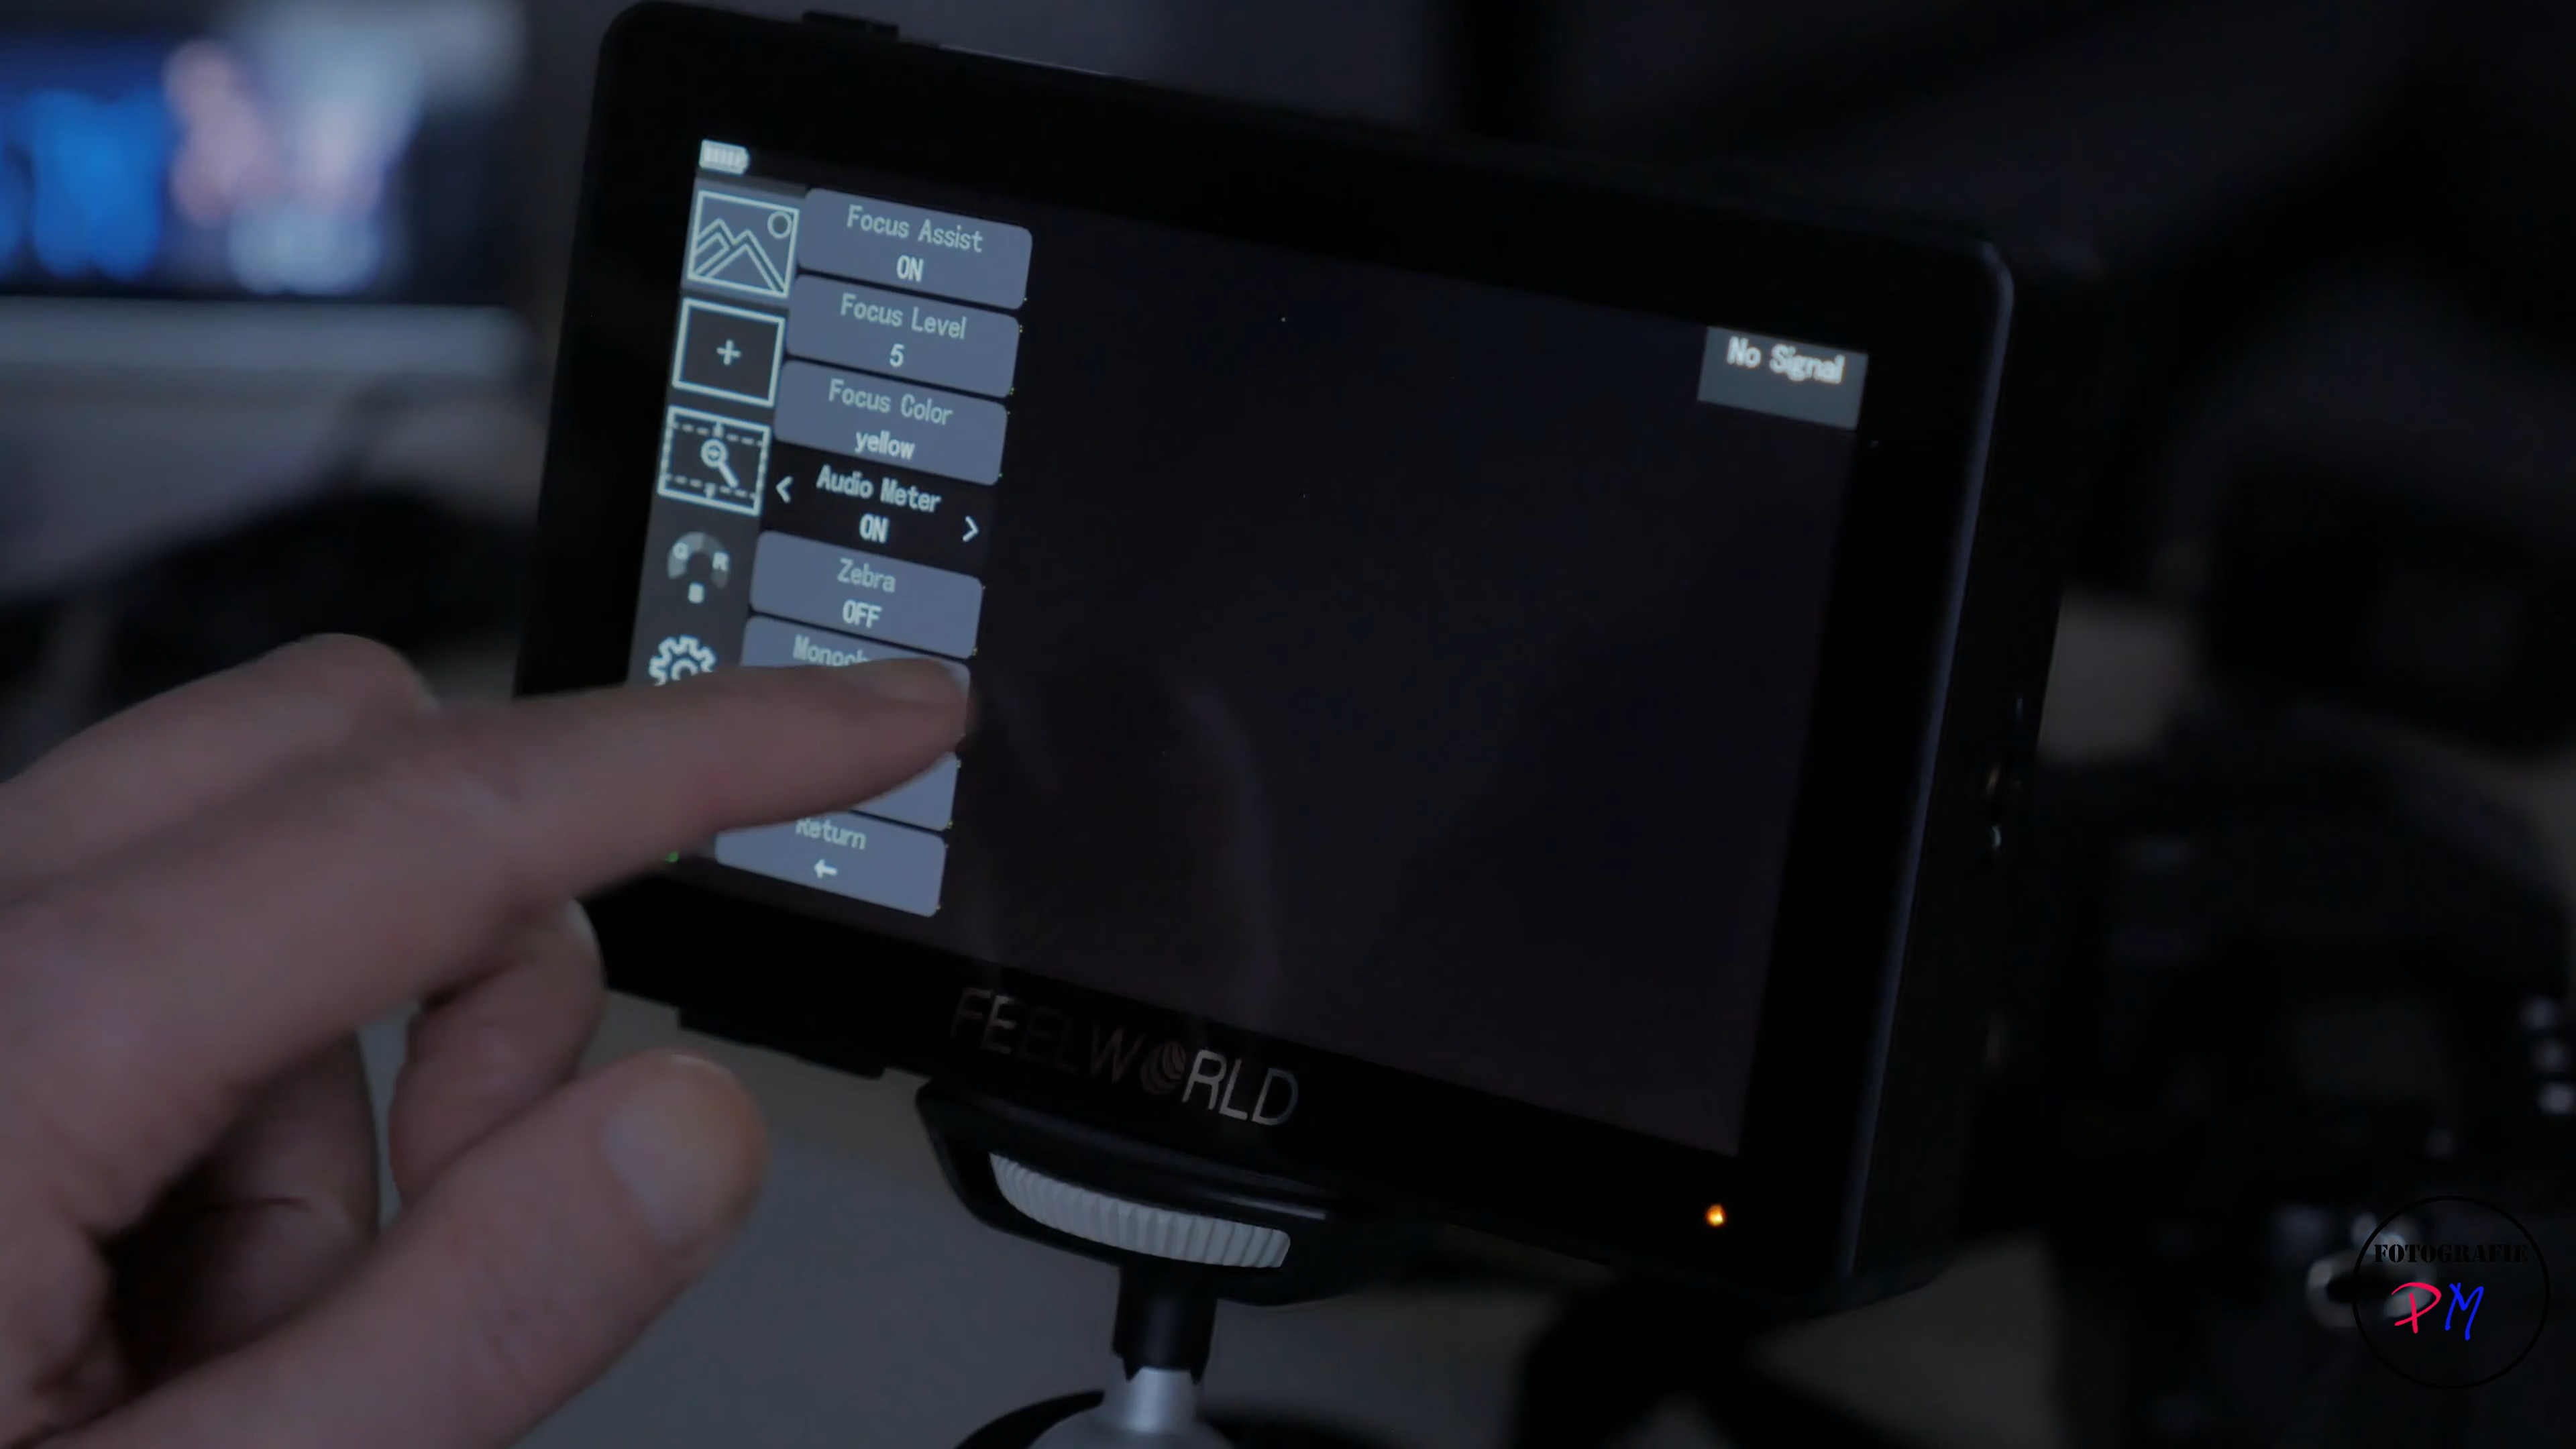 Focus Assist
ON
Focus Level
5
Focus Color
yellow
< Audio Meter >
ON
Zebra
OFF
Return
←
G R
B
No Signal
FEELWORLD
FOTOGRAFIE
PM